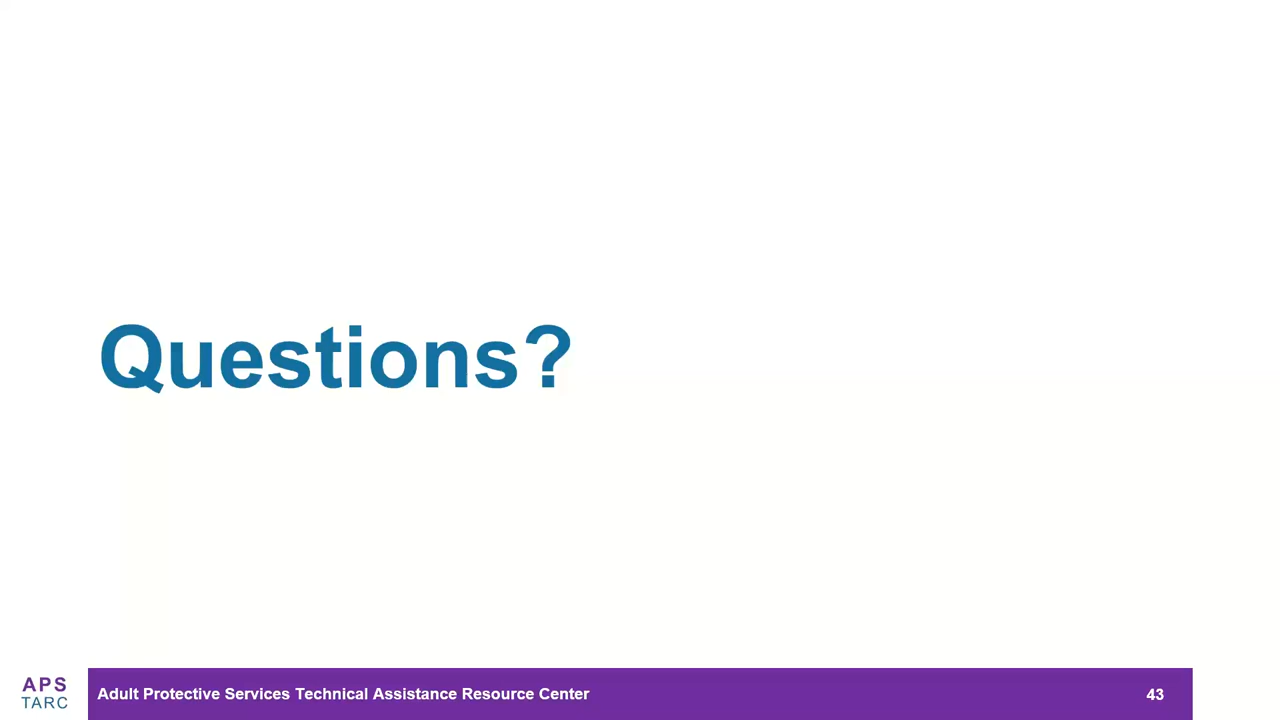 Questions?
APS
TARC
Adult Protective Services Technical Assistance Resource Center
43